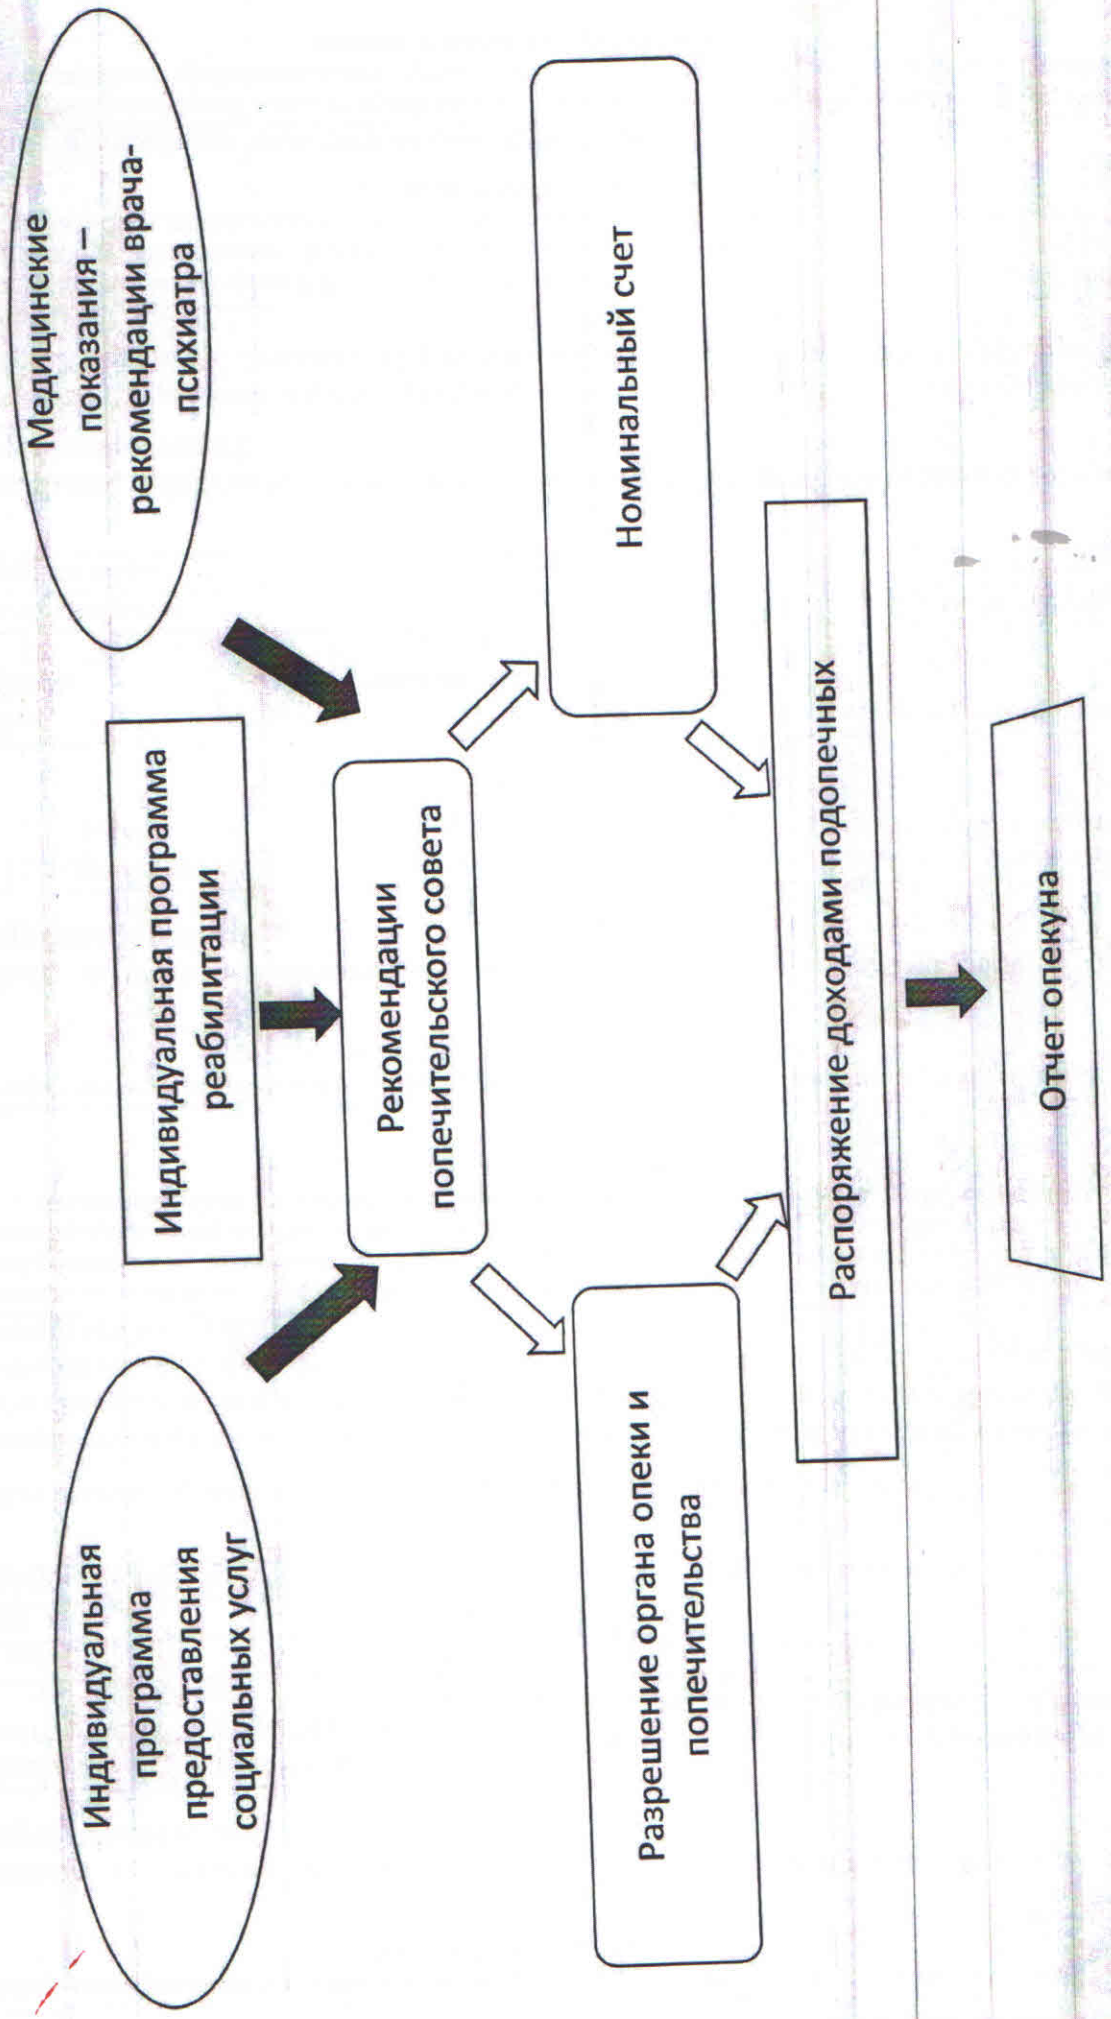 Индивидуальная
программа
предоставления
социальных услуг
Индивидуальная программа
реабилитации
Медицинские
показания –
рекомендации врача-
психиатра
Рекомендации
попечительского совета
Разрешение органа опеки и
попечительства
Номинальный счет
Распоряжение доходами подопечных
Отчет опекуна